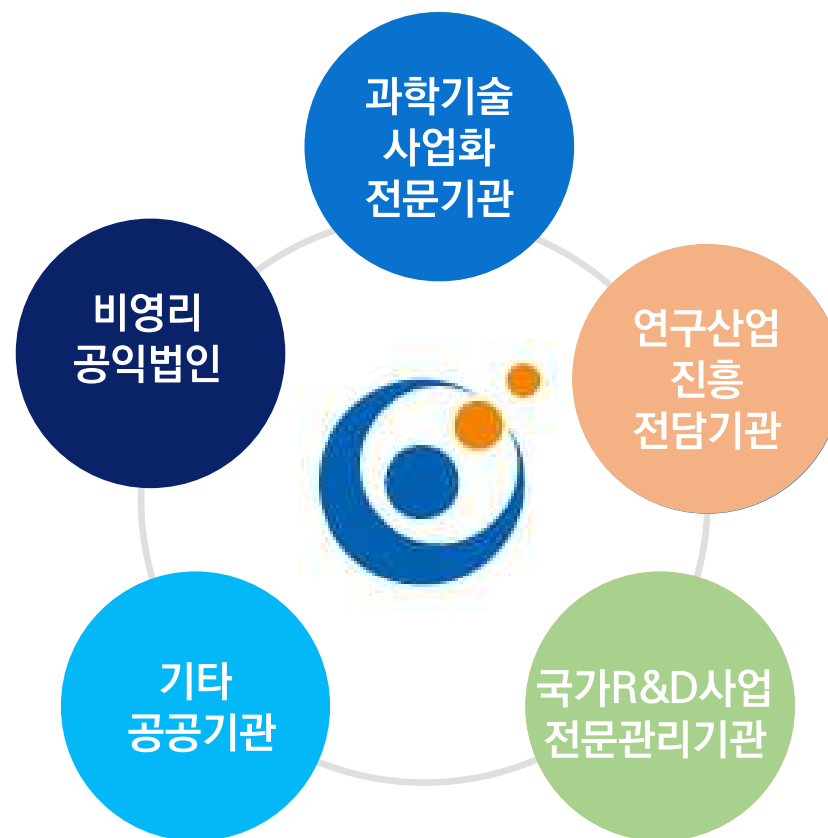 과학기술
사업화
전문기관
연구산업
진흥
전담기관
국가R&D사업
전문관리기관
기타
공공기관
비영리
공익법인